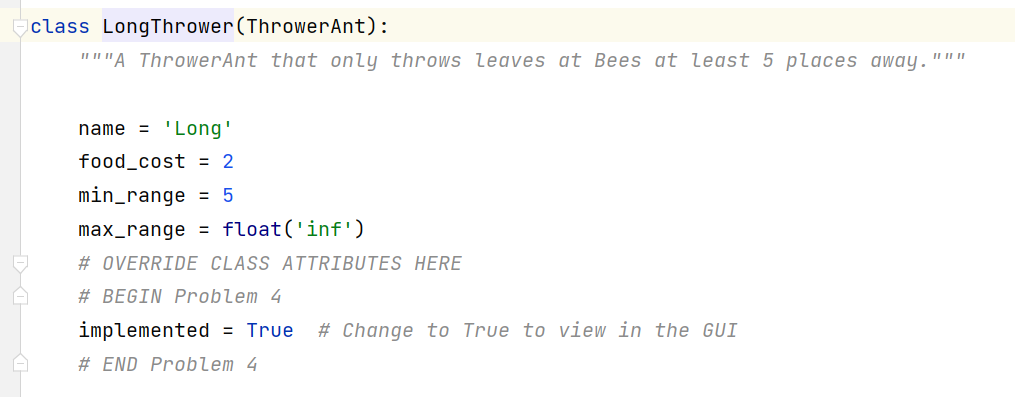 class LongThrower(ThrowerAnt):
    """A ThrowerAnt that only throws leaves at Bees at least 5 places away."""
    name = 'Long'
    food_cost = 2
    min_range = 5
    max_range = float('inf')
    # OVERRIDE CLASS ATTRIBUTES HERE
    # BEGIN Problem 4
    implemented = True  # Change to True to view in the GUI
    # END Problem 4